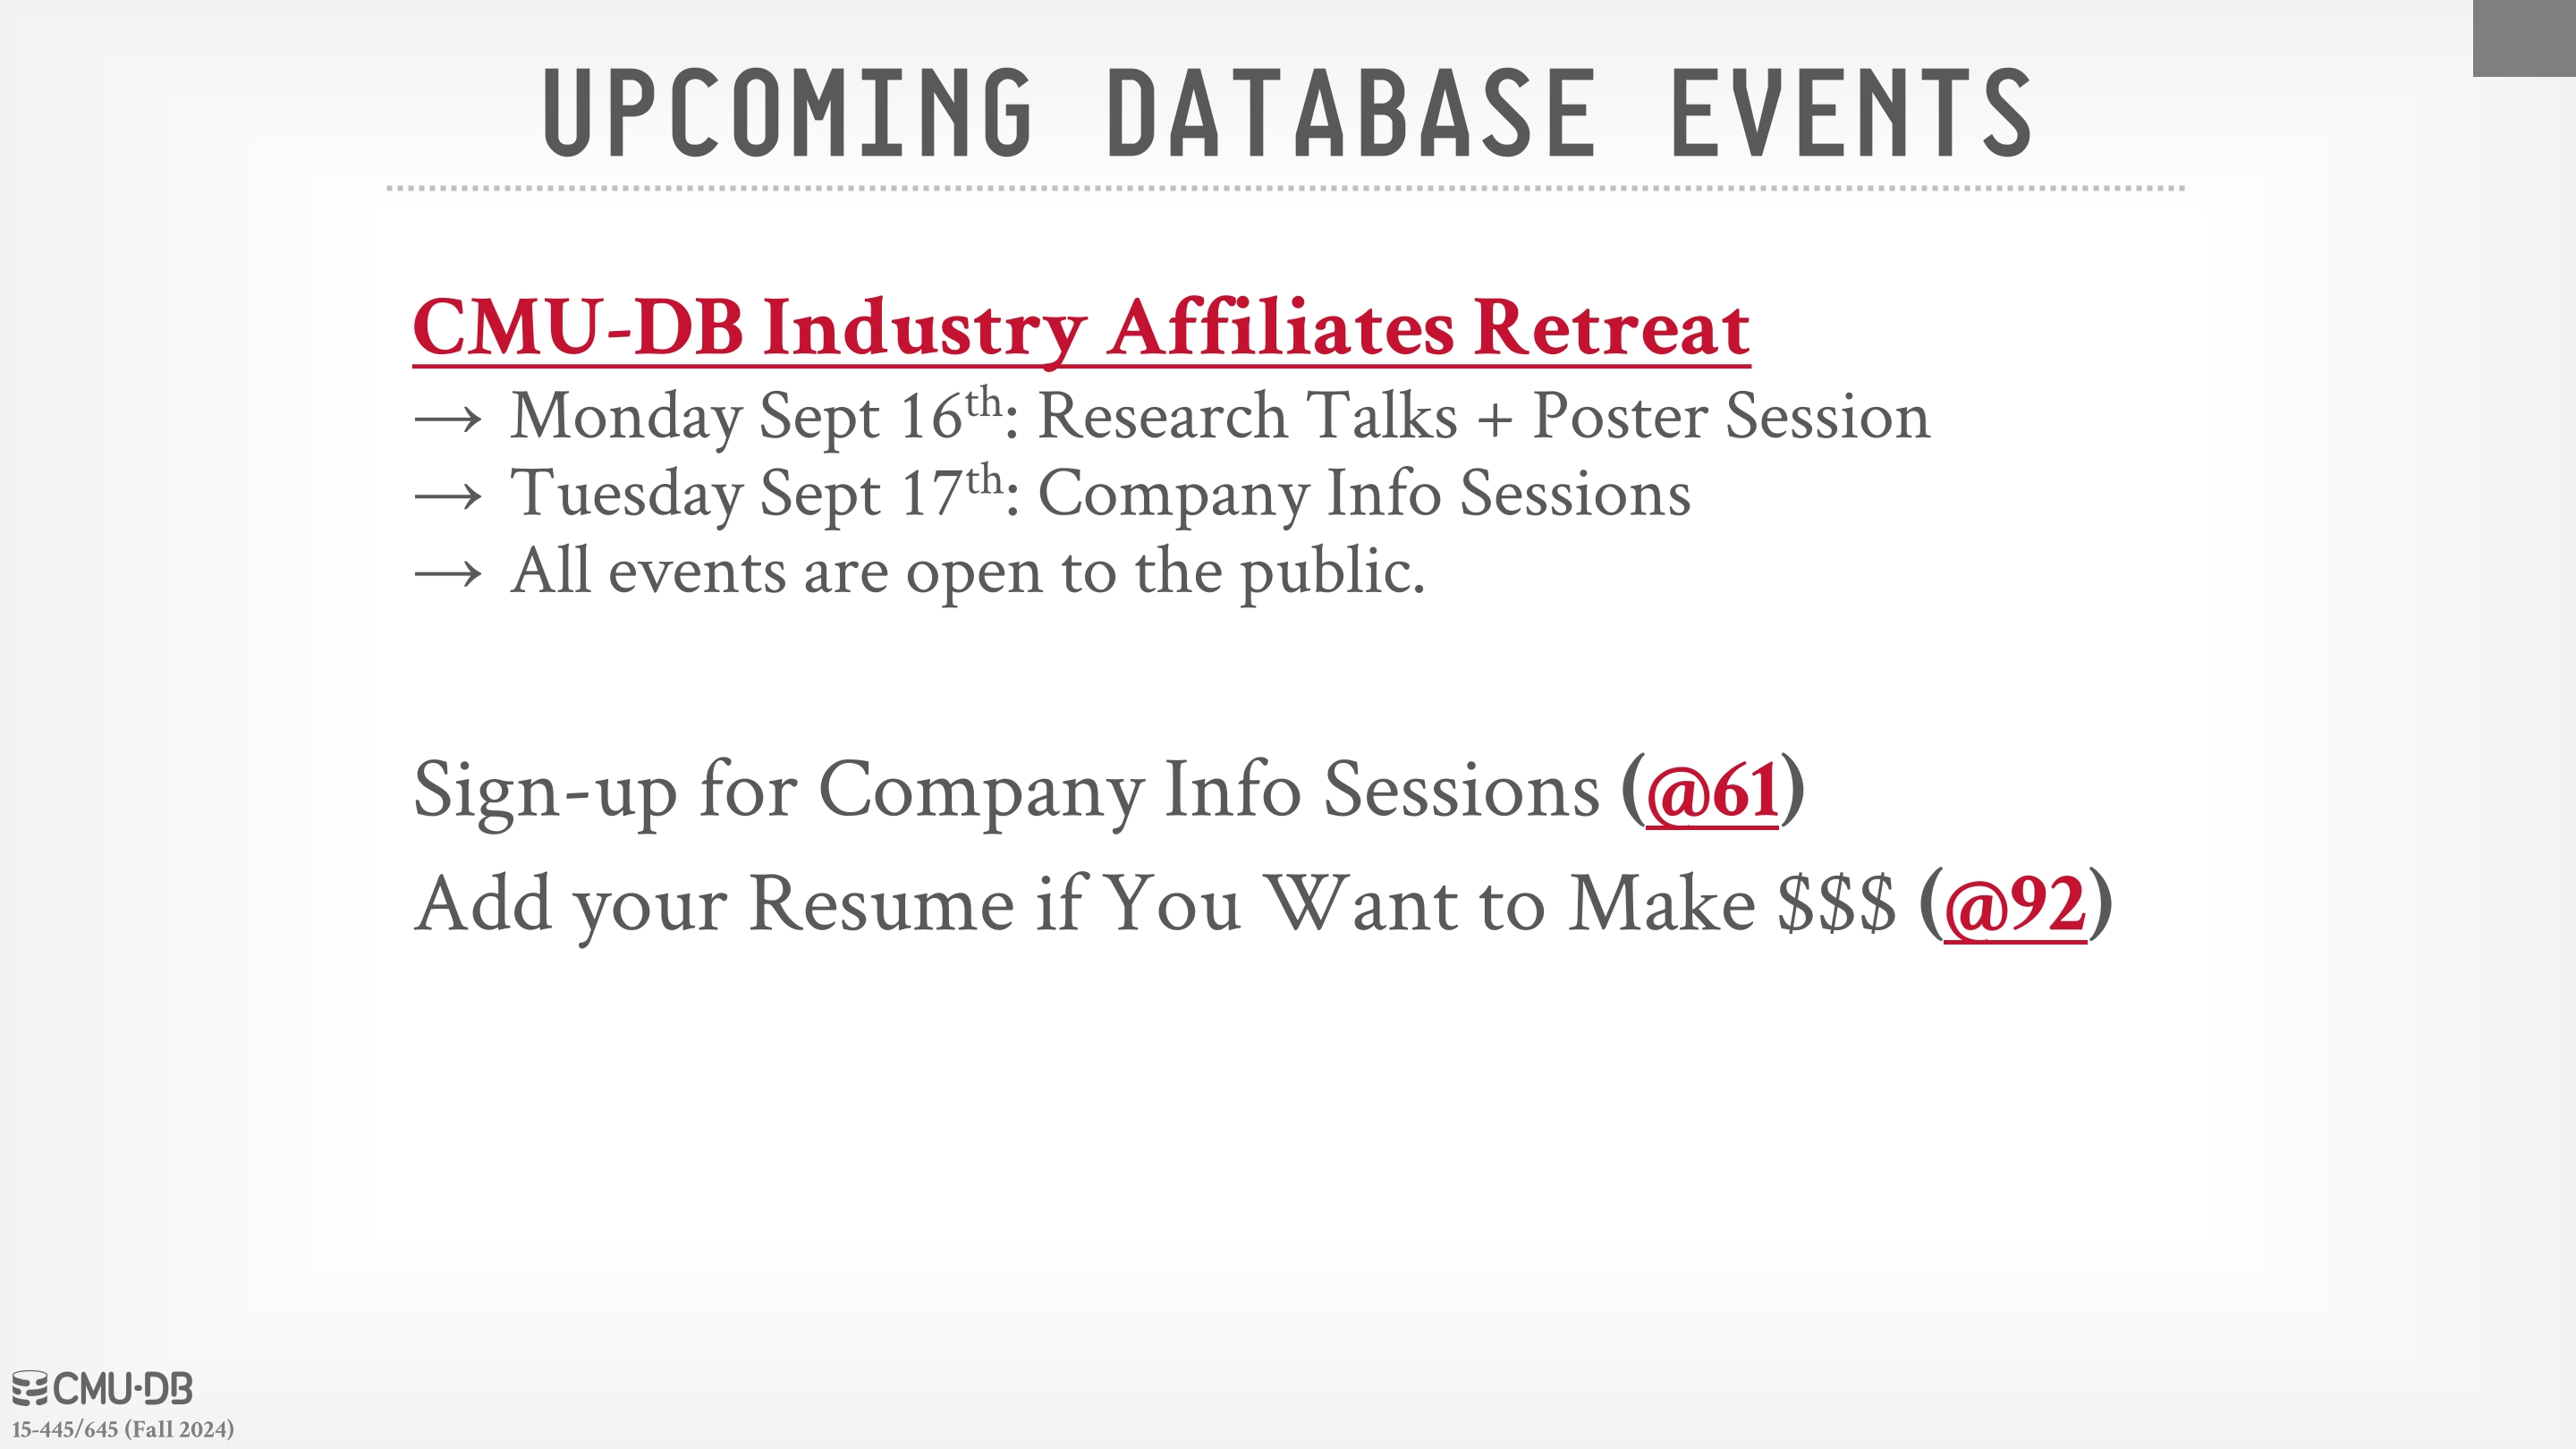 UPCOMING DATABASE EVENTS
CMU-DB Industry Affiliates Retreat
→ Monday Sept 16th: Research Talks + Poster Session
→ Tuesday Sept 17th: Company Info Sessions
→ All events are open to the public.
Sign-up for Company Info Sessions (@61)
Add your Resume if You Want to Make $$$ (@92)
CMU·DB
15-445/645 (Fall 2024)